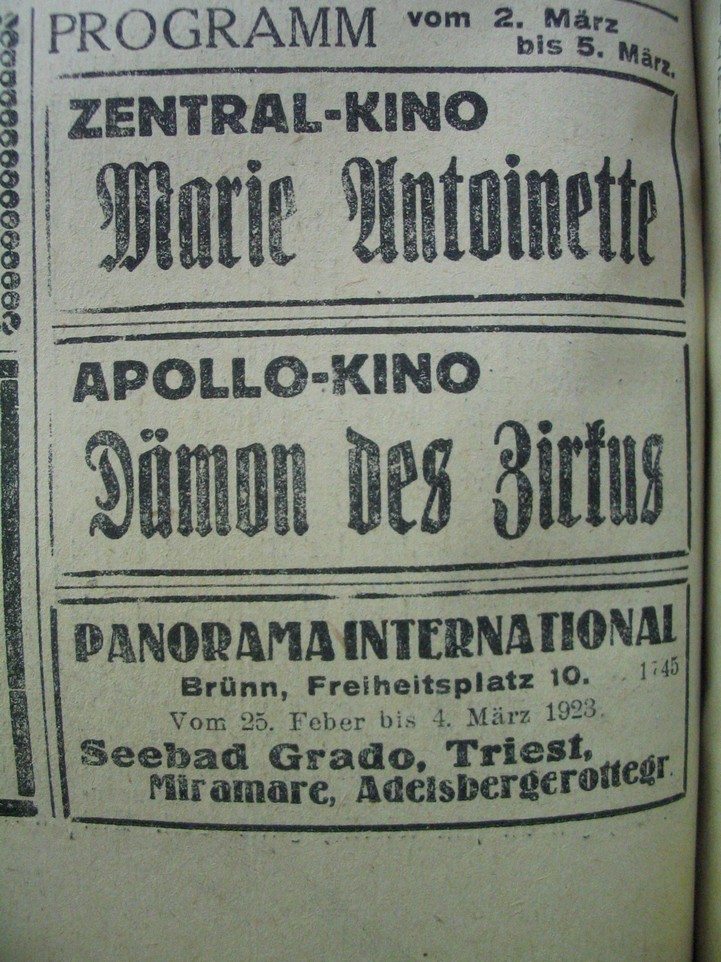 PROGRAMM vom 2. März
bis 5. März.
ZENTRAL-KINO
Marie Antoinette
APOLLO-KINO
Dämon des Zirkus
PANORAMA INTERNATIONAL
Brünn, Freiheitsplatz 10. 1745
Vom 25. Feber bis 4. März 1923.
Seebad Grado, Triest,
Miramare, Adelsbergerottegr.